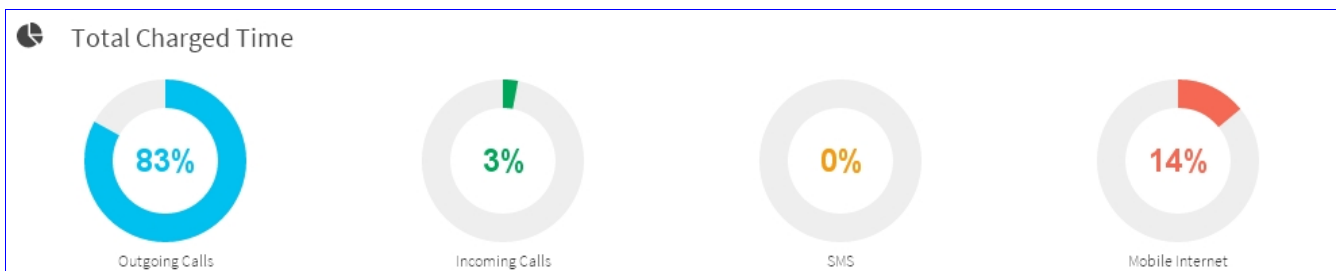 Total Charged Time
83%
3%
0%
14%
Outgoing Calls
Incoming Calls
SMS
Mobile Internet